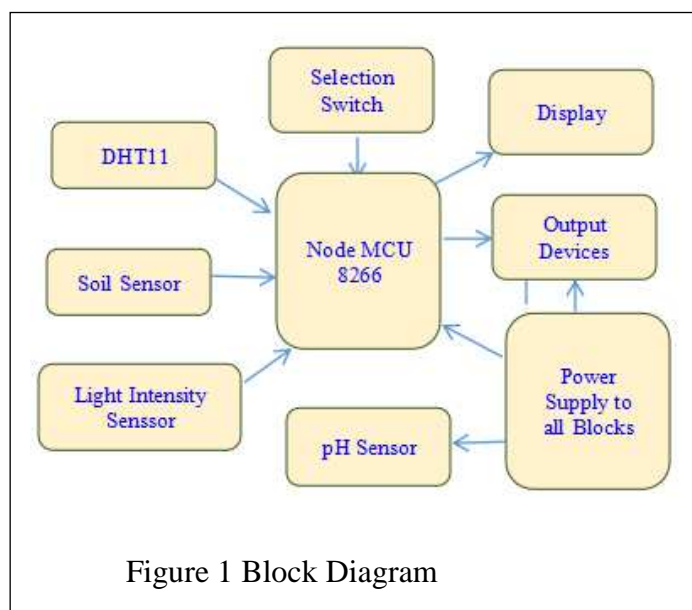 Selection
Switch
Display
DHT11
Node MCU
8266
Output
Devices
Soil Sensor
Light Intensity
Senssor
Power
Supply to
all Blocks
pH Sensor
Figure 1 Block Diagram